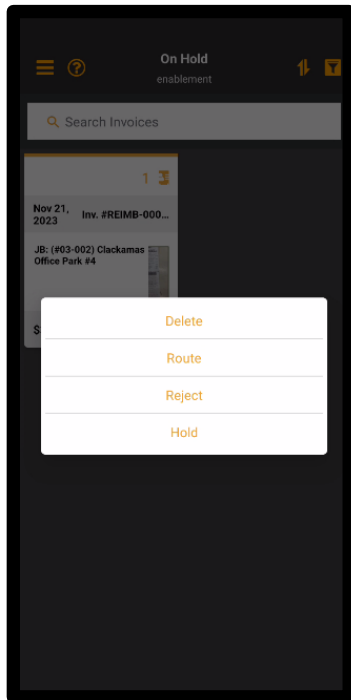 On Hold
enablement
Search Invoices
1
Nov 21,
2023
Inv. #REIMB-000...
JB: (#03-002) Clackamas
Office Park #4
$
Delete
Route
Reject
Hold